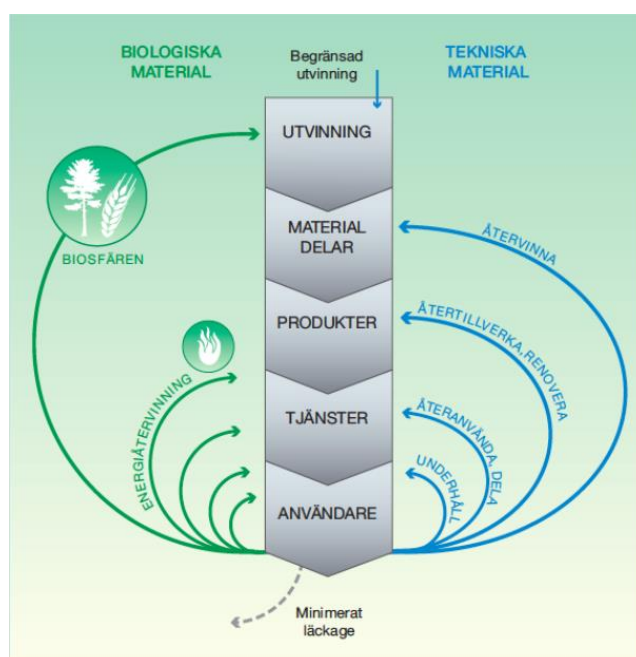 BIOLOGISKA
MATERIAL
Begränsad
utvinning
TEKNISKA
MATERIAL
UTVINNING
BIOSFÄREN
MATERIAL
DELAR
ÅTERVINNA
PRODUKTER
ÅTERTILLVERKA, RENOVERA
ENERGIÅTERVINNING
TJÄNSTER
ÅTERANVÄNDA, DELA
UNDERHÅLL
ANVÄNDARE
Minimerat
läckage